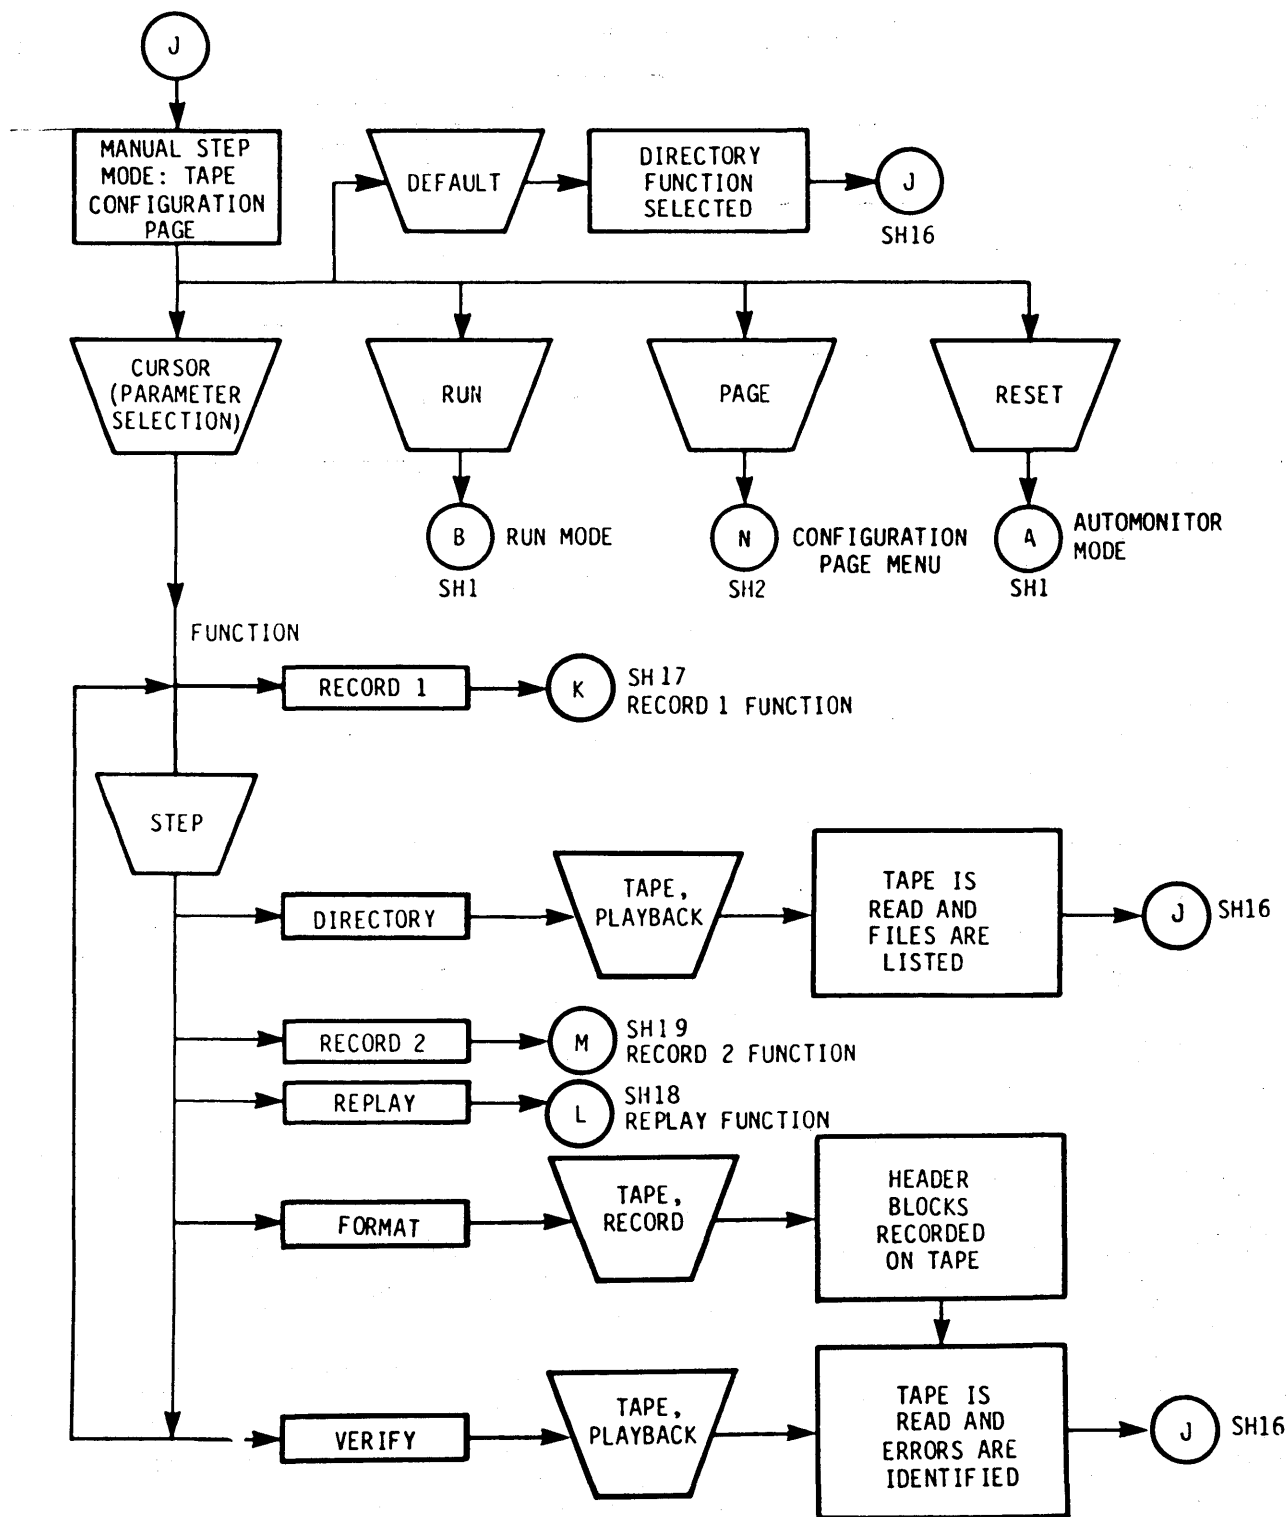 J
MANUAL STEP
MODE: TAPE
CONFIGURATION
PAGE
DEFAULT
DIRECTORY
FUNCTION
SELECTED
J
SH16
CURSOR
(PARAMETER
SELECTION)
RUN
PAGE
RESET
B
RUN MODE
SH1
N
CONFIGURATION
PAGE MENU
SH2
A
AUTOMONITOR
MODE
SH1
FUNCTION
RECORD 1
K
SH17
RECORD 1 FUNCTION
STEP
DIRECTORY
TAPE,
PLAYBACK
TAPE IS
READ AND
FILES ARE
LISTED
J
SH16
RECORD 2
M
SH19
RECORD 2 FUNCTION
REPLAY
L
SH18
REPLAY FUNCTION
FORMAT
TAPE,
RECORD
HEADER
BLOCKS
RECORDED
ON TAPE
VERIFY
TAPE,
PLAYBACK
TAPE IS
READ AND
ERRORS ARE
IDENTIFIED
J
SH16